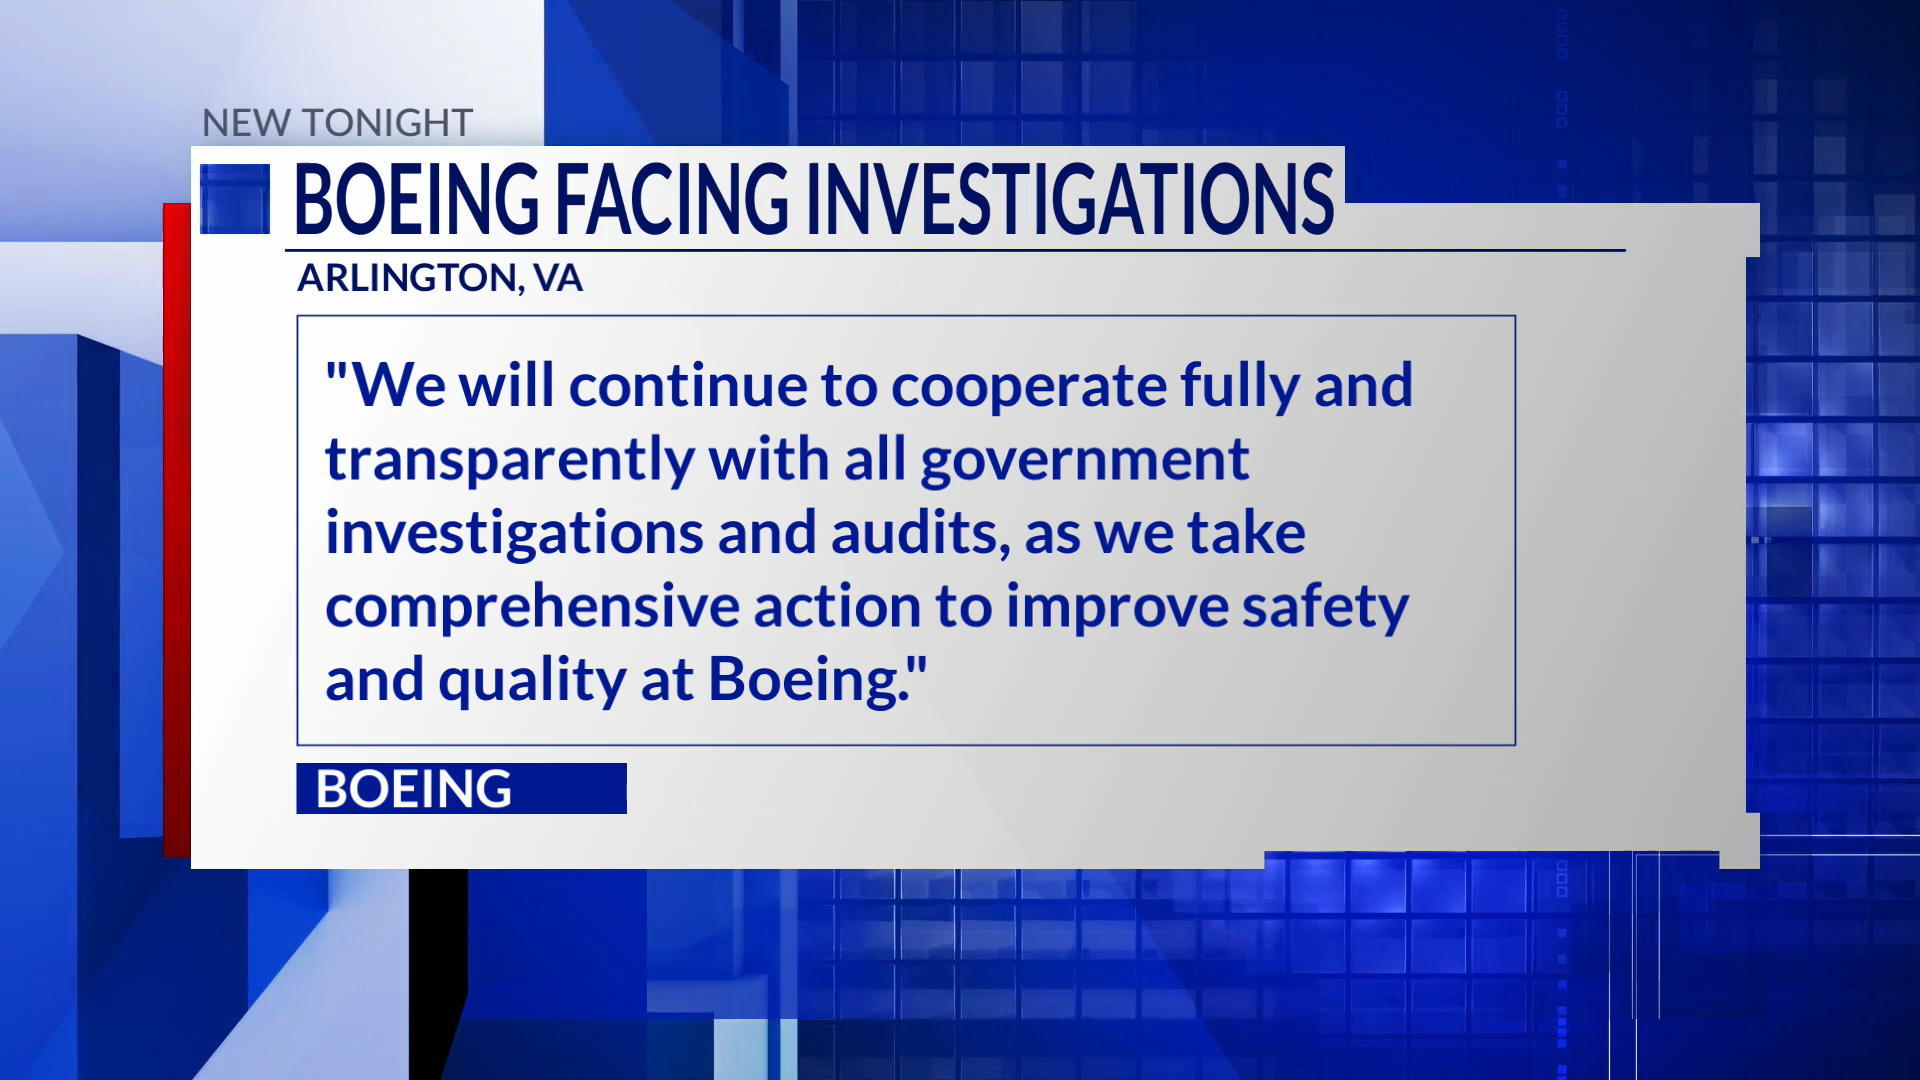 NEW TONIGHT
BOEING FACING INVESTIGATIONS
ARLINGTON, VA
"We will continue to cooperate fully and
transparently with all government
investigations and audits, as we take
comprehensive action to improve safety
and quality at Boeing."
BOEING